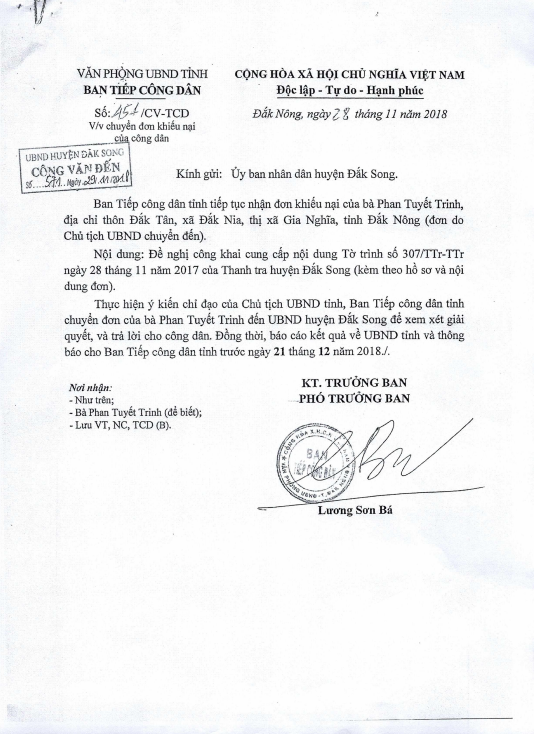 VĂN PHÒNG UBND TỈNH
BAN TIẾP CÔNG DÂN
Số: 451/CV-TCD
V/v chuyển đơn khiếu nại
của công dân
CỘNG HÒA XÃ HỘI CHỦ NGHĨA VIỆT NAM
Độc lập - Tự do - Hạnh phúc
Đắk Nông, ngày 28 tháng 11 năm 2018
UBND HUYỆN ĐĂK SONG
CÔNG VĂN ĐẾN
Số....571..Ngày 29/11/2018
Kính gửi: Ủy ban nhân dân huyện Đắk Song.
Ban Tiếp công dân tỉnh tiếp tục nhận đơn khiếu nại của bà Phan Tuyết Trinh,
địa chỉ thôn Đắk Tân, xã Đắk Nia, thị xã Gia Nghĩa, tỉnh Đắk Nông (đơn do
Chủ tịch UBND chuyển đến).
Nội dung: Đề nghị công khai cung cấp nội dung Tờ trình số 307/TTr-TTr
ngày 28 tháng 11 năm 2017 của Thanh tra huyện Đắk Song (kèm theo hồ sơ và nội
dung đơn).
Thực hiện ý kiến chỉ đạo của Chủ tịch UBND tỉnh, Ban Tiếp công dân tỉnh
chuyển đơn của bà Phan Tuyết Trinh đến UBND huyện Đắk Song để xem xét giải
quyết, và trả lời cho công dân. Đồng thời, báo cáo kết quả về UBND tỉnh và thông
báo cho Ban Tiếp công dân tỉnh trước ngày 21 tháng 12 năm 2018./.
Nơi nhận:
- Như trên;
- Bà Phan Tuyết Trinh (để biết);
- Lưu VT, NC, TCD (B).
KT. TRƯỞNG BAN
PHÓ TRƯỞNG BAN
BAN
TIẾP CÔNG DÂN
Lương Sơn Bá